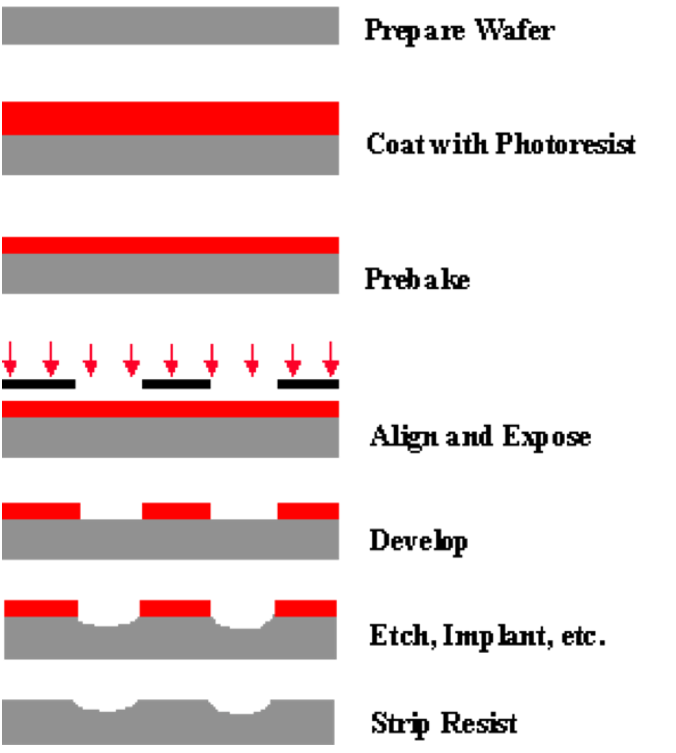 Prepare Wafer
Coat with Photoresist
Prebake
Align and Expose
Develop
Etch, Implant, etc.
Strip Resist